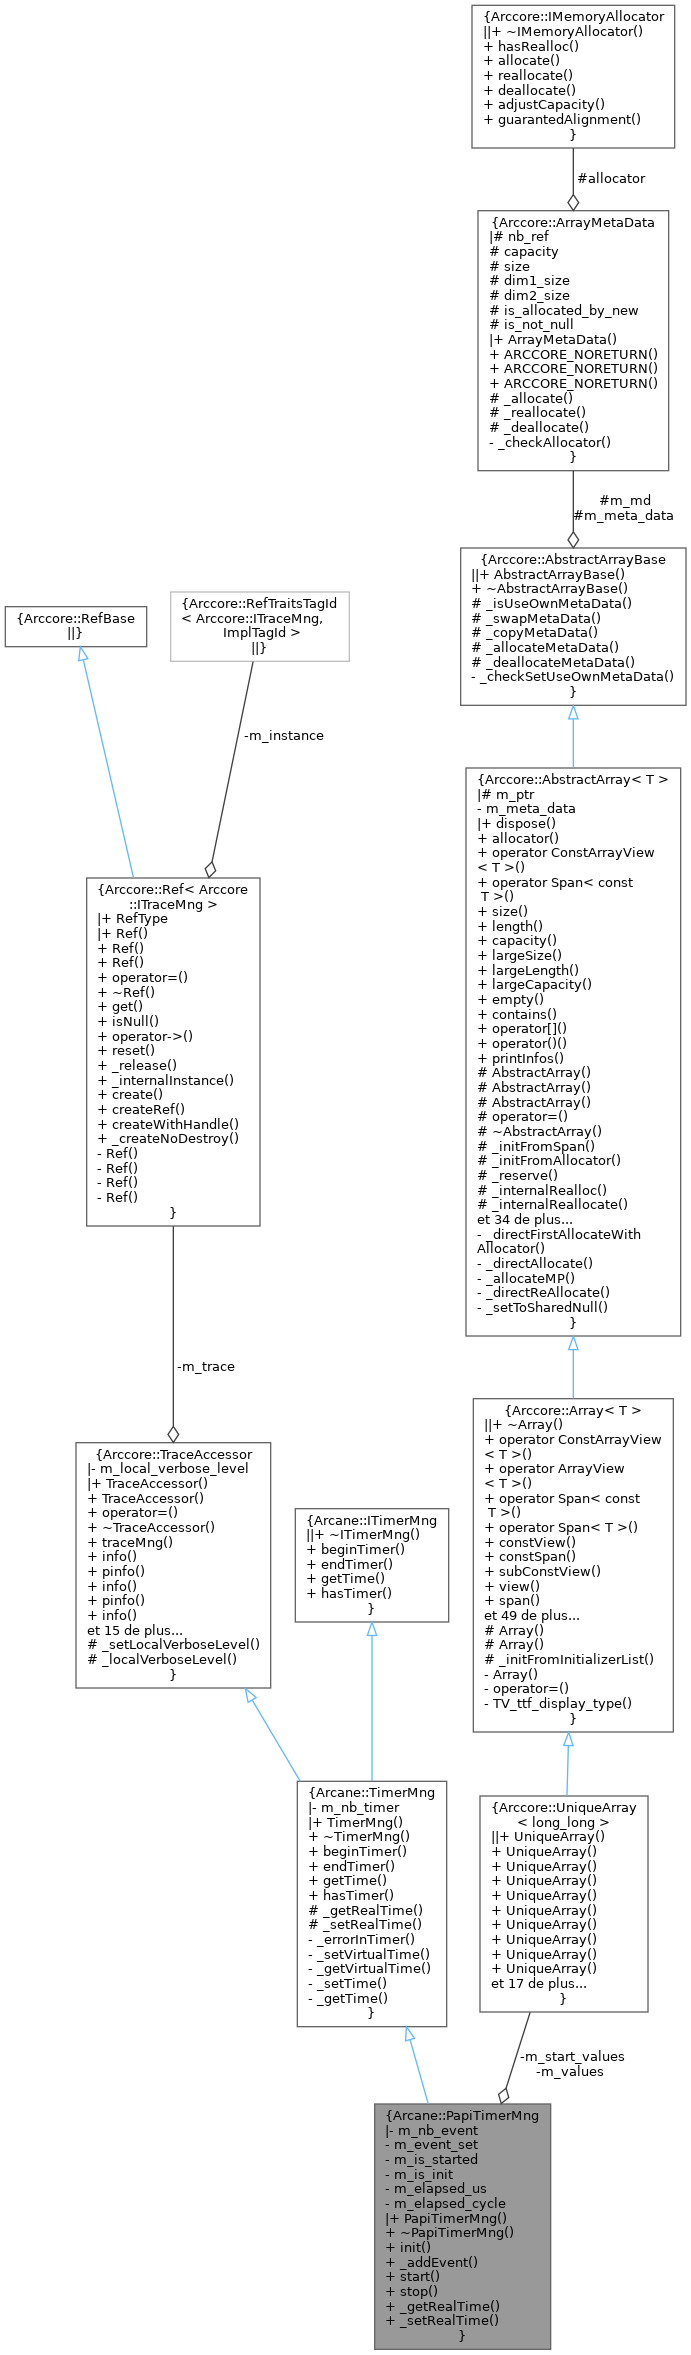 {Arccore::IMemoryAllocator
||+ ~IMemoryAllocator()
+ hasRealloc()
+ allocate()
+ reallocate()
+ deallocate()
+ adjustCapacity()
+ guarantedAlignment()
}
#allocator
{Arccore::ArrayMetaData
|# nb_ref
# capacity
# size
# dim1_size
# dim2_size
# is_allocated_by_new
# is_not_null
|+ ArrayMetaData()
+ ARCCORE_NORETURN()
+ ARCCORE_NORETURN()
+ ARCCORE_NORETURN()
# _allocate()
# _reallocate()
# _deallocate()
- _checkAllocator()
}
#m_md
#m_meta_data
{Arccore::AbstractArrayBase
||+ AbstractArrayBase()
+ ~AbstractArrayBase()
# _isUseOwnMetaData()
# _swapMetaData()
# _copyMetaData()
# _allocateMetaData()
# _deallocateMetaData()
- _checkSetUseOwnMetaData()
}
{Arccore::RefBase
||}
{Arccore::RefTraitsTagId
< Arccore::ITraceMng,
ImplTagId >
||}
-m_instance
{Arccore::AbstractArray< T >
|# m_ptr
- m_meta_data
|+ dispose()
+ allocator()
+ operator ConstArrayView
< T >()
+ operator Span< const
T >()
+ size()
+ length()
+ capacity()
+ largeSize()
+ largeLength()
+ largeCapacity()
+ empty()
+ contains()
+ operator[]()
+ operator()()
+ printInfos()
# AbstractArray()
# AbstractArray()
# AbstractArray()
# operator=()
# ~AbstractArray()
# _initFromSpan()
# _initFromAllocator()
# _reserve()
# _internalRealloc()
# _internalReallocate()
et 34 de plus...
- _directFirstAllocateWith
Allocator()
- _directAllocate()
- _allocateMP()
- _directReAllocate()
- _setToSharedNull()
}
{Arccore::Ref< Arccore
::ITraceMng >
|+ RefType
|+ Ref()
+ Ref()
+ Ref()
+ operator=()
+ ~Ref()
+ get()
+ isNull()
+ operator->()
+ reset()
+ _release()
+ _internalInstance()
+ create()
+ createRef()
+ createWithHandle()
+ _createNoDestroy()
- Ref()
- Ref()
- Ref()
- Ref()
}
-m_trace
{Arccore::Array< T >
||+ ~Array()
+ operator ConstArrayView
< T >()
+ operator ArrayView
< T >()
+ operator Span< const
T >()
+ operator Span< T >()
+ constView()
+ constSpan()
+ subConstView()
+ view()
+ span()
et 49 de plus...
# Array()
# Array()
# _initFromInitializerList()
- Array()
- operator=()
- TV_ttf_display_type()
}
{Arccore::TraceAccessor
|- m_local_verbose_level
|+ TraceAccessor()
+ TraceAccessor()
+ operator=()
+ ~TraceAccessor()
+ traceMng()
+ info()
+ pinfo()
+ info()
+ pinfo()
+ info()
et 15 de plus...
# _setLocalVerboseLevel()
# _localVerboseLevel()
}
{Arcane::ITimerMng
||+ ~ITimerMng()
+ beginTimer()
+ endTimer()
+ getTime()
+ hasTimer()
}
{Arcane::TimerMng
|- m_nb_timer
|+ TimerMng()
+ ~TimerMng()
+ beginTimer()
+ endTimer()
+ getTime()
+ hasTimer()
# _getRealTime()
# _setRealTime()
- _errorInTimer()
- _setVirtualTime()
- _getVirtualTime()
- _setTime()
- _getTime()
}
{Arccore::UniqueArray
< long_long >
||+ UniqueArray()
+ UniqueArray()
+ UniqueArray()
+ UniqueArray()
+ UniqueArray()
+ UniqueArray()
+ UniqueArray()
+ UniqueArray()
+ UniqueArray()
+ UniqueArray()
et 17 de plus...
}
-m_start_values
-m_values
{Arcane::PapiTimerMng
|- m_nb_event
- m_event_set
- m_is_started
- m_is_init
- m_elapsed_us
- m_elapsed_cycle
|+ PapiTimerMng()
+ ~PapiTimerMng()
+ init()
+ _addEvent()
+ start()
+ stop()
+ _getRealTime()
+ _setRealTime()
}